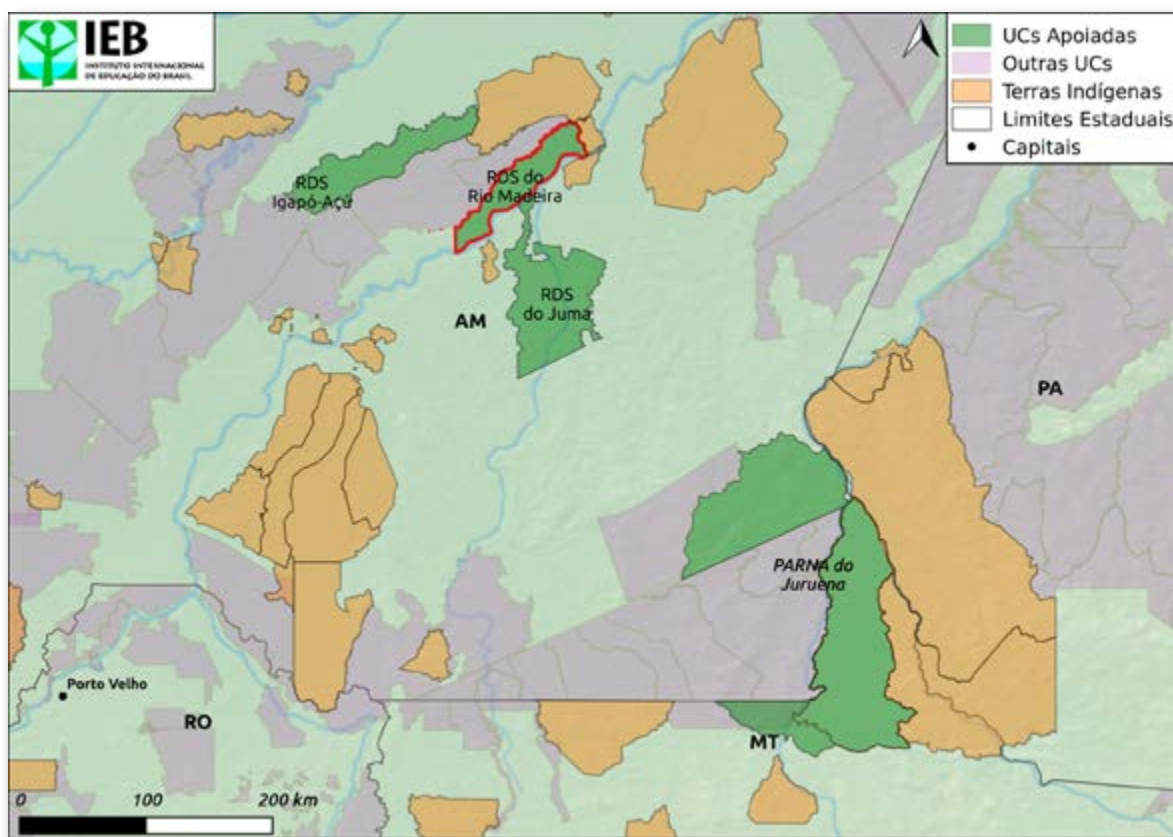 IEB
INSTITUTO INTERNACIONAL
DE EDUCAÇÃO DO BRASIL
UCs Apoiadas
Outras UCs
Terras Indígenas
Limites Estaduais
Capitais
RDS
Igapó-Açú
RDS do
Rio Madeira
RDS
do Juma
AM
PA
PARNA do
Juruena
Porto Velho
RO
MT
0 100 200 km